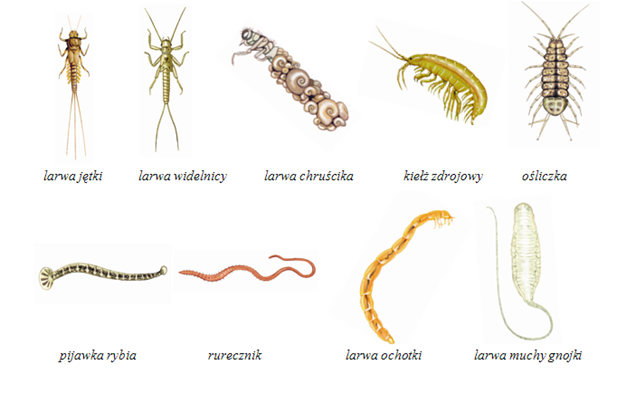 larwa jętki larwa widelnicy larwa chruścika kiełż zdrojowy ośliczka
pijawka rybia rurecznik larwa ochotki larwa muchy gnojki